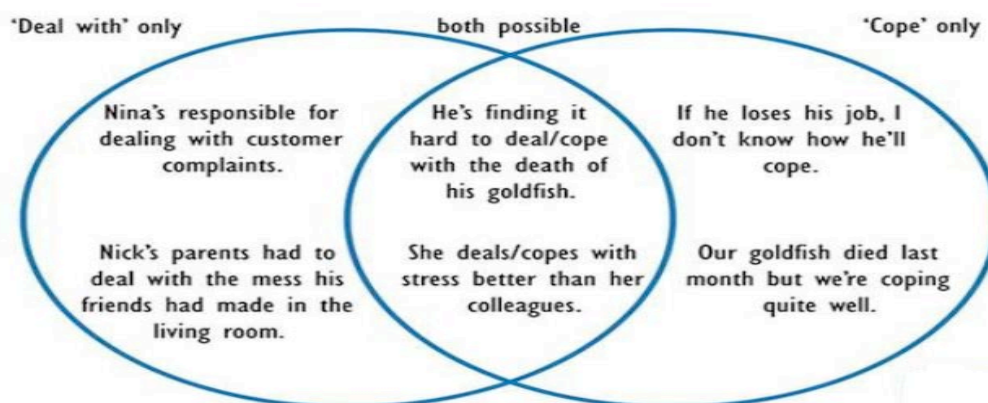 'Deal with' only
both possible
'Cope' only
Nina's responsible for
dealing with customer
complaints.
Nick's parents had to
deal with the mess his
friends had made in the
living room.
He's finding it
hard to deal/cope
with the death of
his goldfish.
She deals/copes with
stress better than her
colleagues.
If he loses his job, I
don't know how he'll
cope.
Our goldfish died last
month but we're coping
quite well.